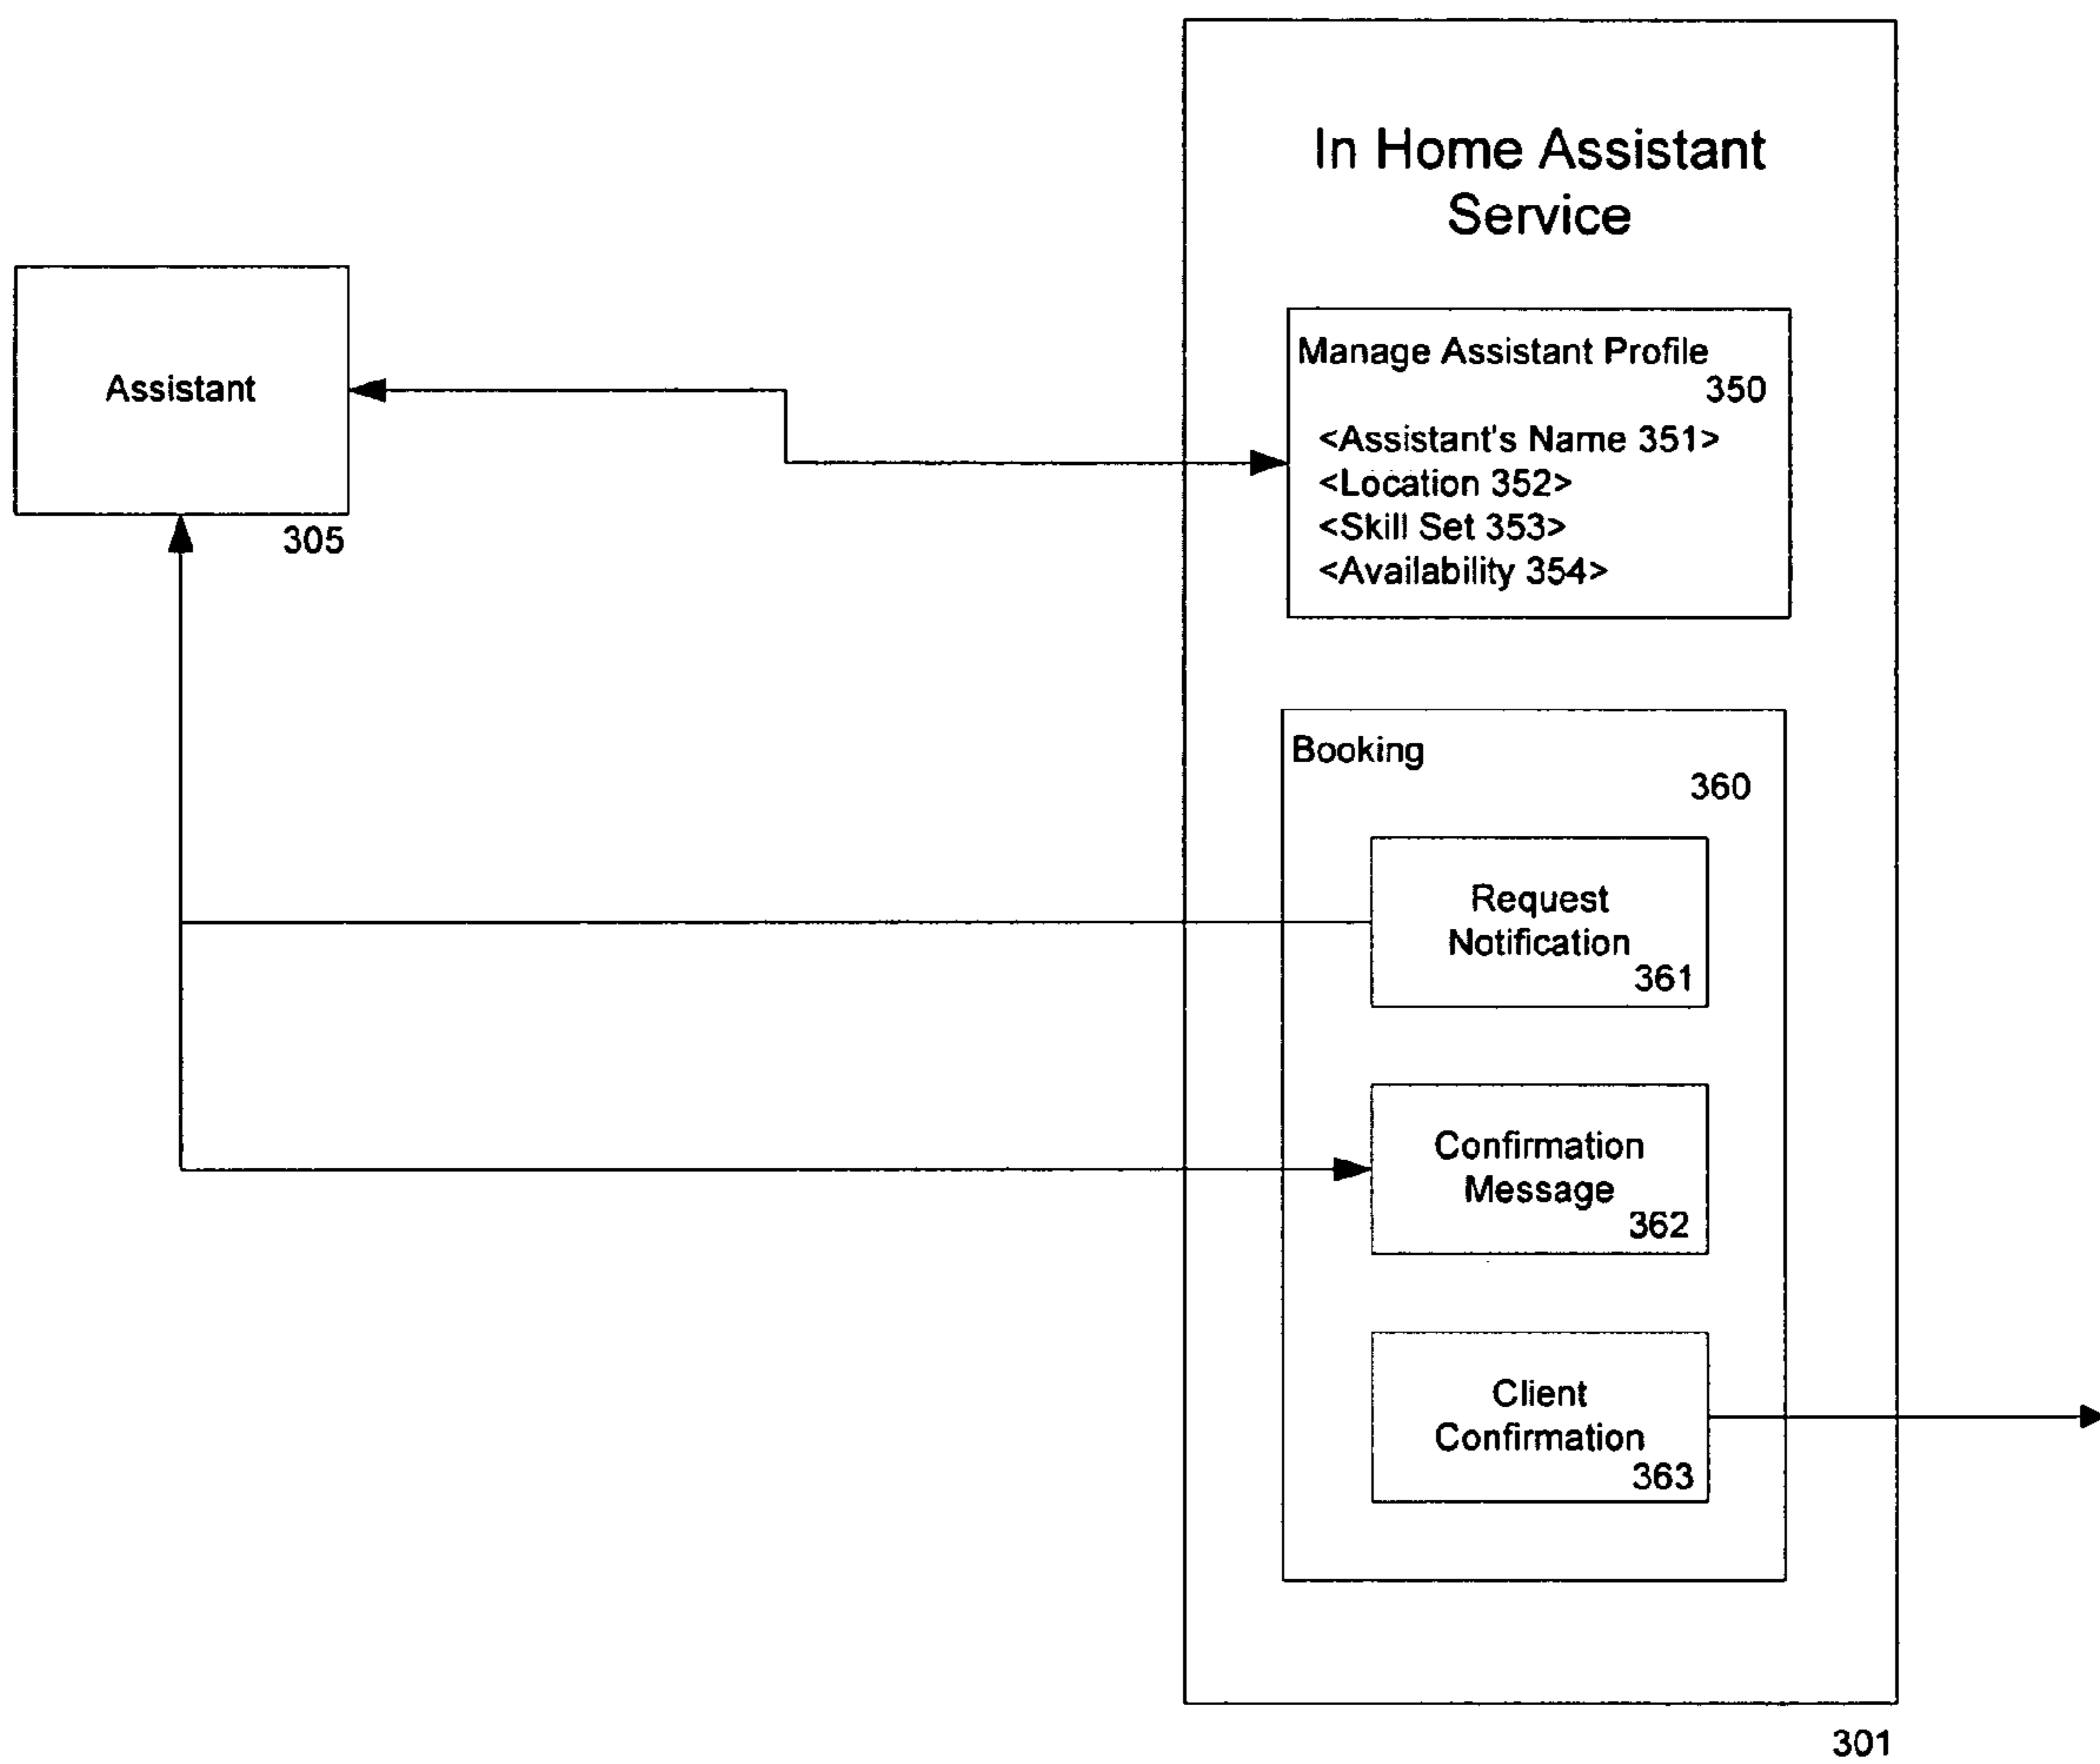 In Home Assistant
Service
Assistant
305
Manage Assistant Profile
350
<Assistant's Name 351>
<Location 352>
<Skill Set 353>
<Availability 354>
Booking
360
Request
Notification
361
Confirmation
Message
362
Client
Confirmation
363
301